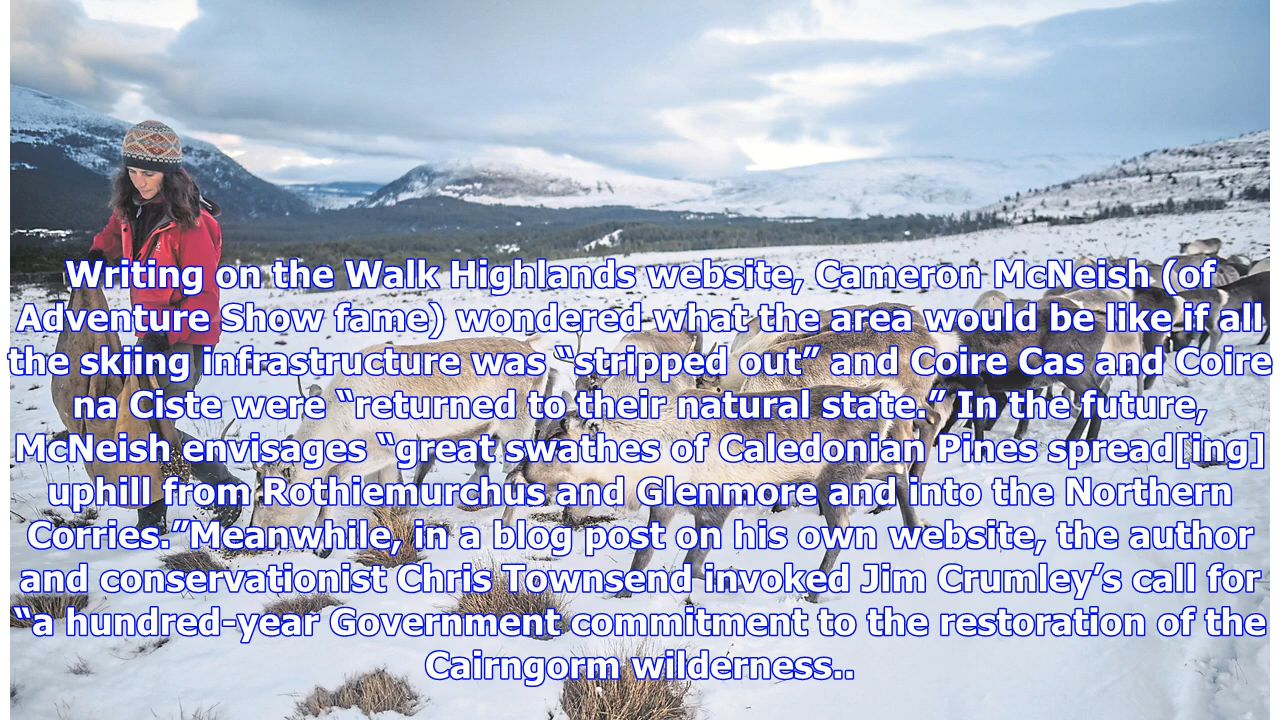 Writing on the Walk Highlands website, Cameron McNeish (of
Adventure Show fame) wondered what the area would be like if all
the skiing infrastructure was “stripped out” and Coire Cas and Coire
na Ciste were “returned to their natural state.” In the future,
McNeish envisages “great swathes of Caledonian Pines spread[ing]
uphill from Rothiemurchus and Glenmore and into the Northern
Corries.”Meanwhile, in a blog post on his own website, the author
and conservationist Chris Townsend invoked Jim Crumley’s call for
“a hundred-year Government commitment to the restoration of the
Cairngorm wilderness..